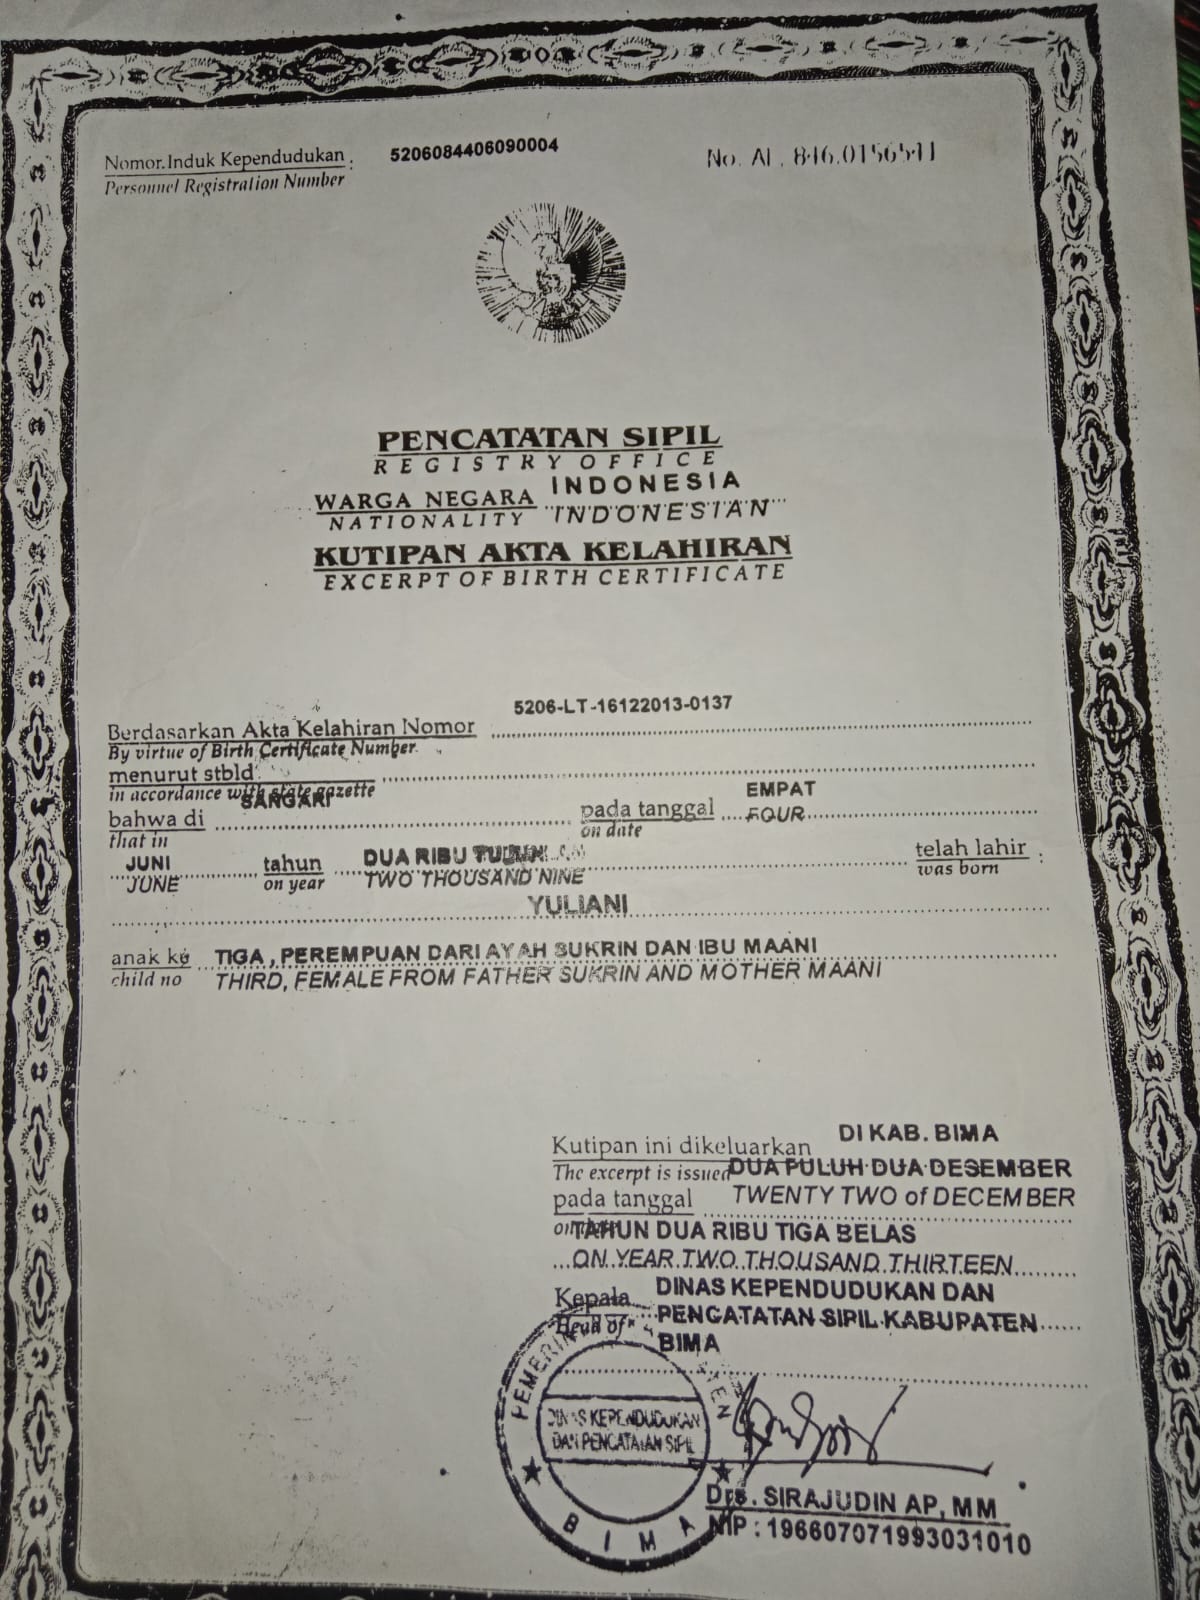 Nomor.Induk Kependudukan : 5206084406090004 No. AL. 846.0156541
Personnel Registration Number
PENCATATAN SIPIL
REGISTRY OFFICE
WARGA NEGARA INDONESIA
NATIONALITY INDONESIAN
KUTIPAN AKTA KELAHIRAN
EXCERPT OF BIRTH CERTIFICATE
Berdasarkan Akta Kelahiran Nomor 5206-LT-16122013-0137
By virtue of Birth Certificate Number
menurut stbld
in accordance with state gazette
bahwa di SANGARI pada tanggal EMPAT
that in on date FOUR
JUNI tahun DUA RIBU telah lahir :
JUNE on year TWO THOUSAND NINE was born
YULIANI
anak ke TIGA, PEREMPUAN DARI AYAH SUKRIN DAN IBU MAANI
child no THIRD, FEMALE FROM FATHER SUKRIN AND MOTHER MAANI
Kutipan ini dikeluarkan DI KAB. BIMA
The excerpt is issued DUA PULUH DUA DESEMBER
pada tanggal TWENTY TWO of DECEMBER
TAHUN DUA RIBU TIGA BELAS
ON YEAR TWO THOUSAND THIRTEEN
Kepala DINAS KEPENDUDUKAN DAN
Head of PENCATATAN SIPIL KABUPATEN
BIMA
DINAS KEPENDUDUKAN
DAN PENCATATAN SIPIL
BIMA
Drs. SIRAJUDIN AP, MM
NIP : 196607071993031010